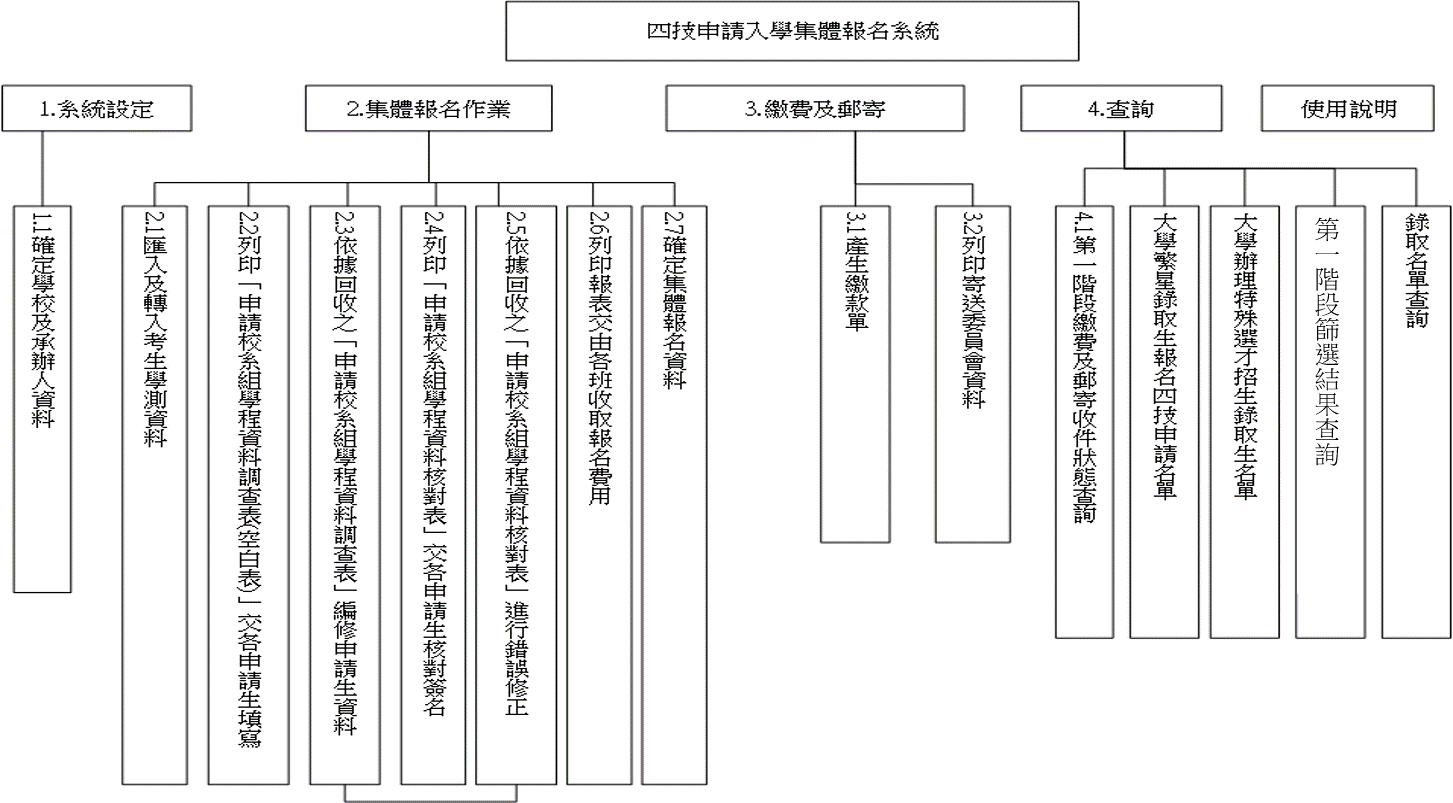 四技申請入學集體報名系統
1.系統設定
2.集體報名作業
3.繳費及郵寄
4.查詢
使用說明
1.1確定學校及承辦人資料
2.1匯入及轉入考生學測資料
2.2列印「申請校系組學程資料調查表(空白表)」交各申請生填寫
2.3依據回收之「申請校系組學程資料調查表」編修申請生資料
2.4列印「申請校系組學程資料核對表」交各申請生核對簽名
2.5依據回收之「申請校系組學程資料核對表」進行錯誤修正
2.6列印報表交由各班收取報名費用
2.7確定集體報名資料
3.1產生繳款單
3.2列印寄送委員會資料
4.1第一階段繳費及郵寄收件狀態查詢
大學繁星錄取生報名四技申請名單
大學辦理特殊選才招生錄取生名單
第一階段篩選結果查詢
錄取名單查詢